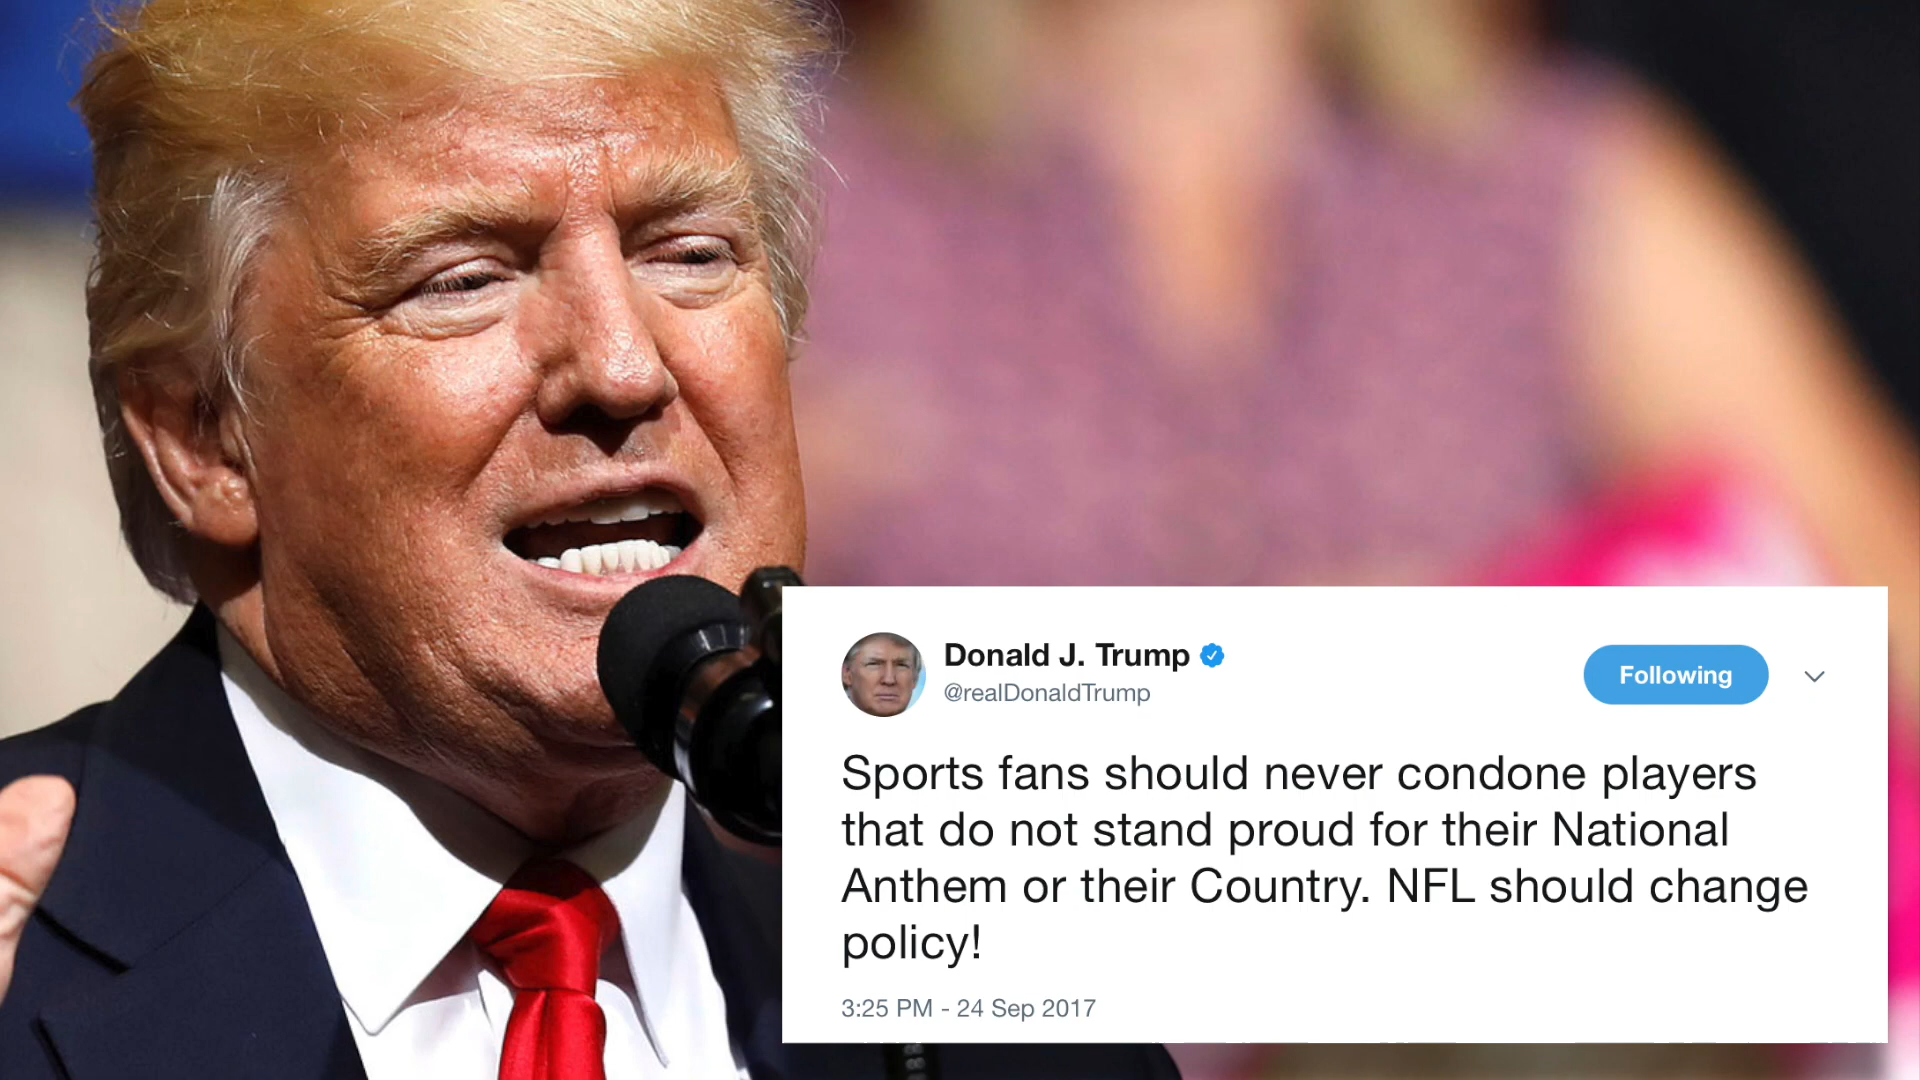 Donald J. Trump
@realDonaldTrump
Following
Sports fans should never condone players
that do not stand proud for their National
Anthem or their Country. NFL should change
policy!
3:25 PM - 24 Sep 2017